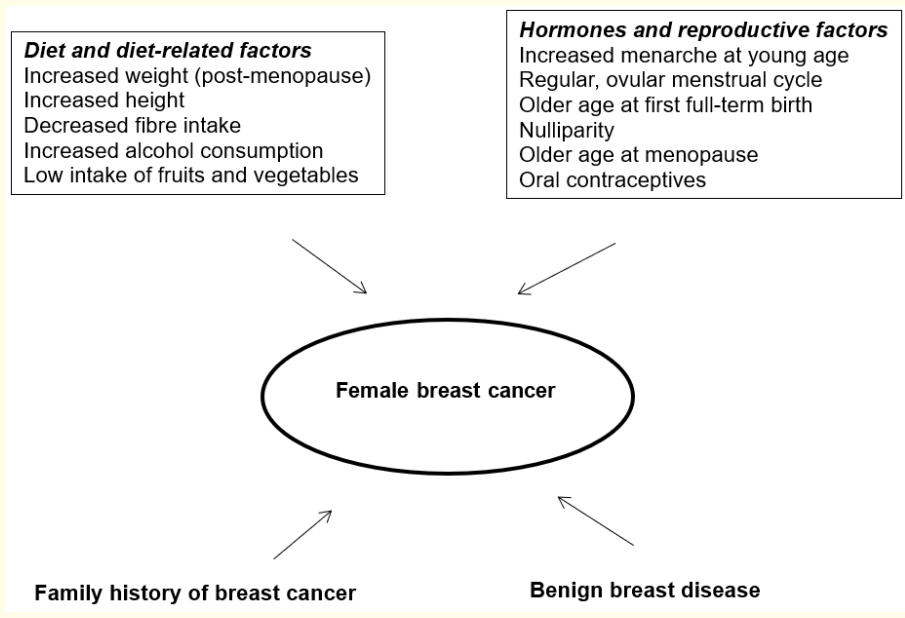 Diet and diet-related factors
Increased weight (post-menopause)
Increased height
Decreased fibre intake
Increased alcohol consumption
Low intake of fruits and vegetables
Hormones and reproductive factors
Increased menarche at young age
Regular, ovular menstrual cycle
Older age at first full-term birth
Nulliparity
Older age at menopause
Oral contraceptives
Female breast cancer
Family history of breast cancer
Benign breast disease